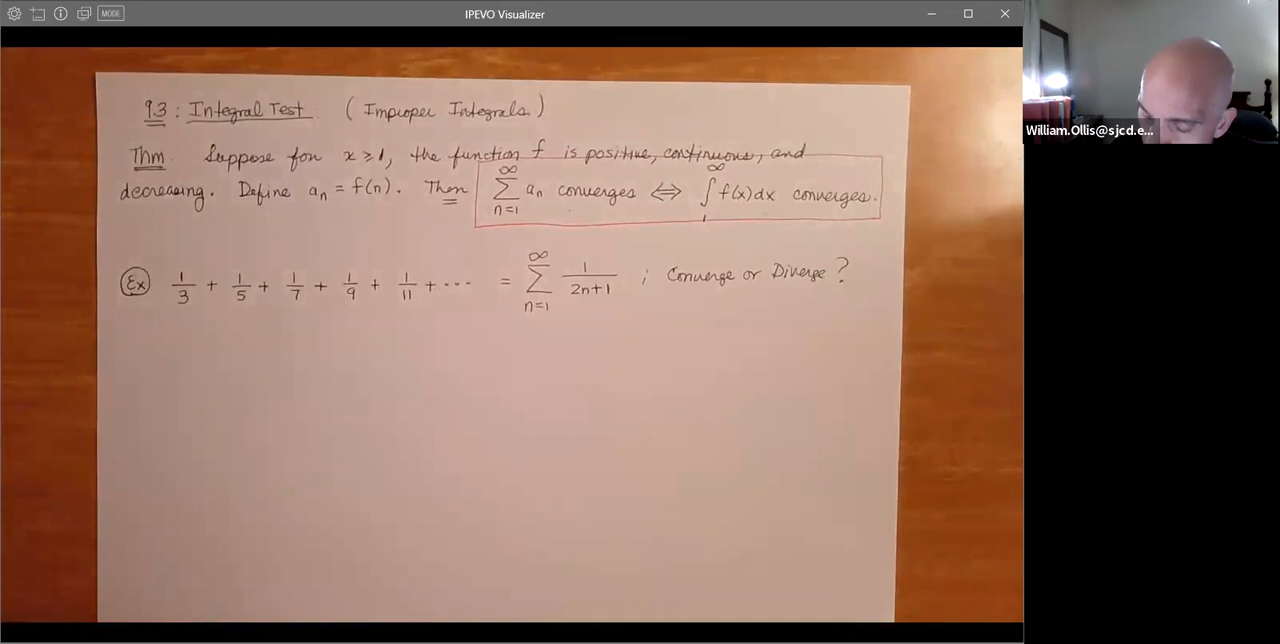 MODE
IPEVO Visualizer
William.Ollis@sjcd.e...
9.3 : Integral Test (Improper Integrals)
Thm. Suppose for x ≥ 1, the function f is positive, continuous, and
decreasing. Define aₙ = f(n). Then ∑_{n=1}^{∞} aₙ converges ⟺ ∫_{1}^{∞} f(x)dx converges.
Ex 1/3 + 1/5 + 1/7 + 1/9 + 1/11 + ··· = ∑_{n=1}^{∞} 1/(2n+1) ; Converge or Diverge?